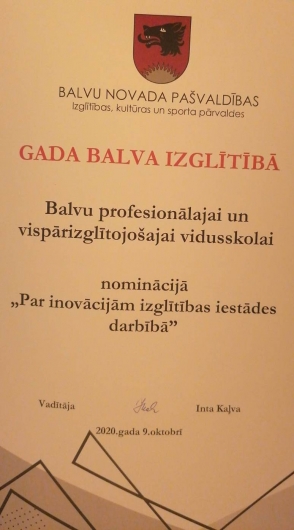 BALVU NOVADA PAŠVALDĪBAS
Izglītības, kultūras un sporta pārvaldes
GADA BALVA IZGLĪTĪBĀ
Balvu profesionālajai un
vispārizglītojošajai vidusskolai
nominācijā
„Par inovācijām izglītības iestādes
darbībā”
Vadītāja Inta Kaļva
2020.gada 9.oktobrī